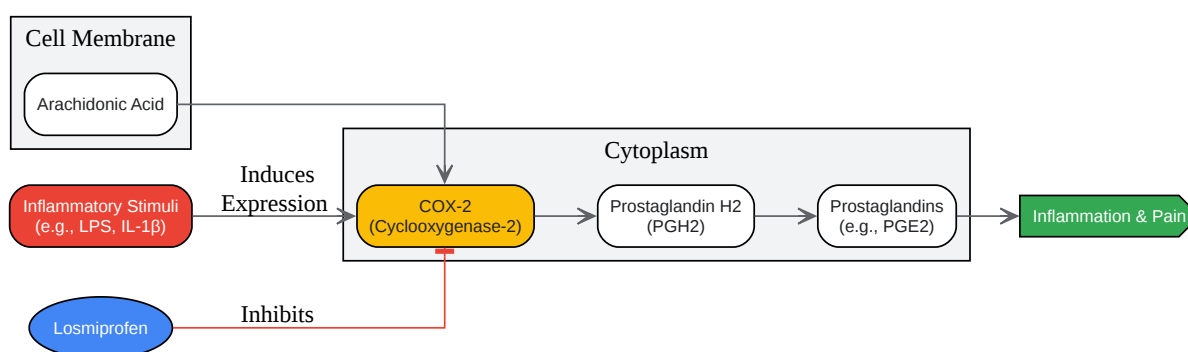 Cell Membrane
Arachidonic Acid
Cytoplasm
Induces
Expression
Inflammatory Stimuli
(e.g., LPS, IL-1β)
COX-2
(Cyclooxygenase-2)
Prostaglandin H2
(PGH2)
Prostaglandins
(e.g., PGE2)
Inflammation & Pain
Losmiprofen
Inhibits